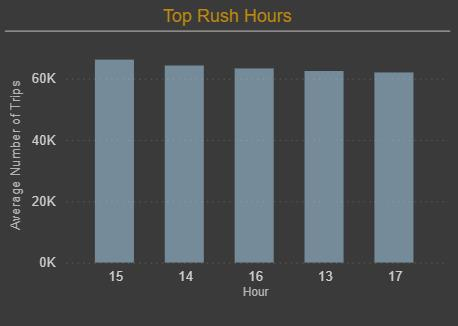 Top Rush Hours
Average Number of Trips
60K
40K
20K
0K
15 14 16 13 17
Hour